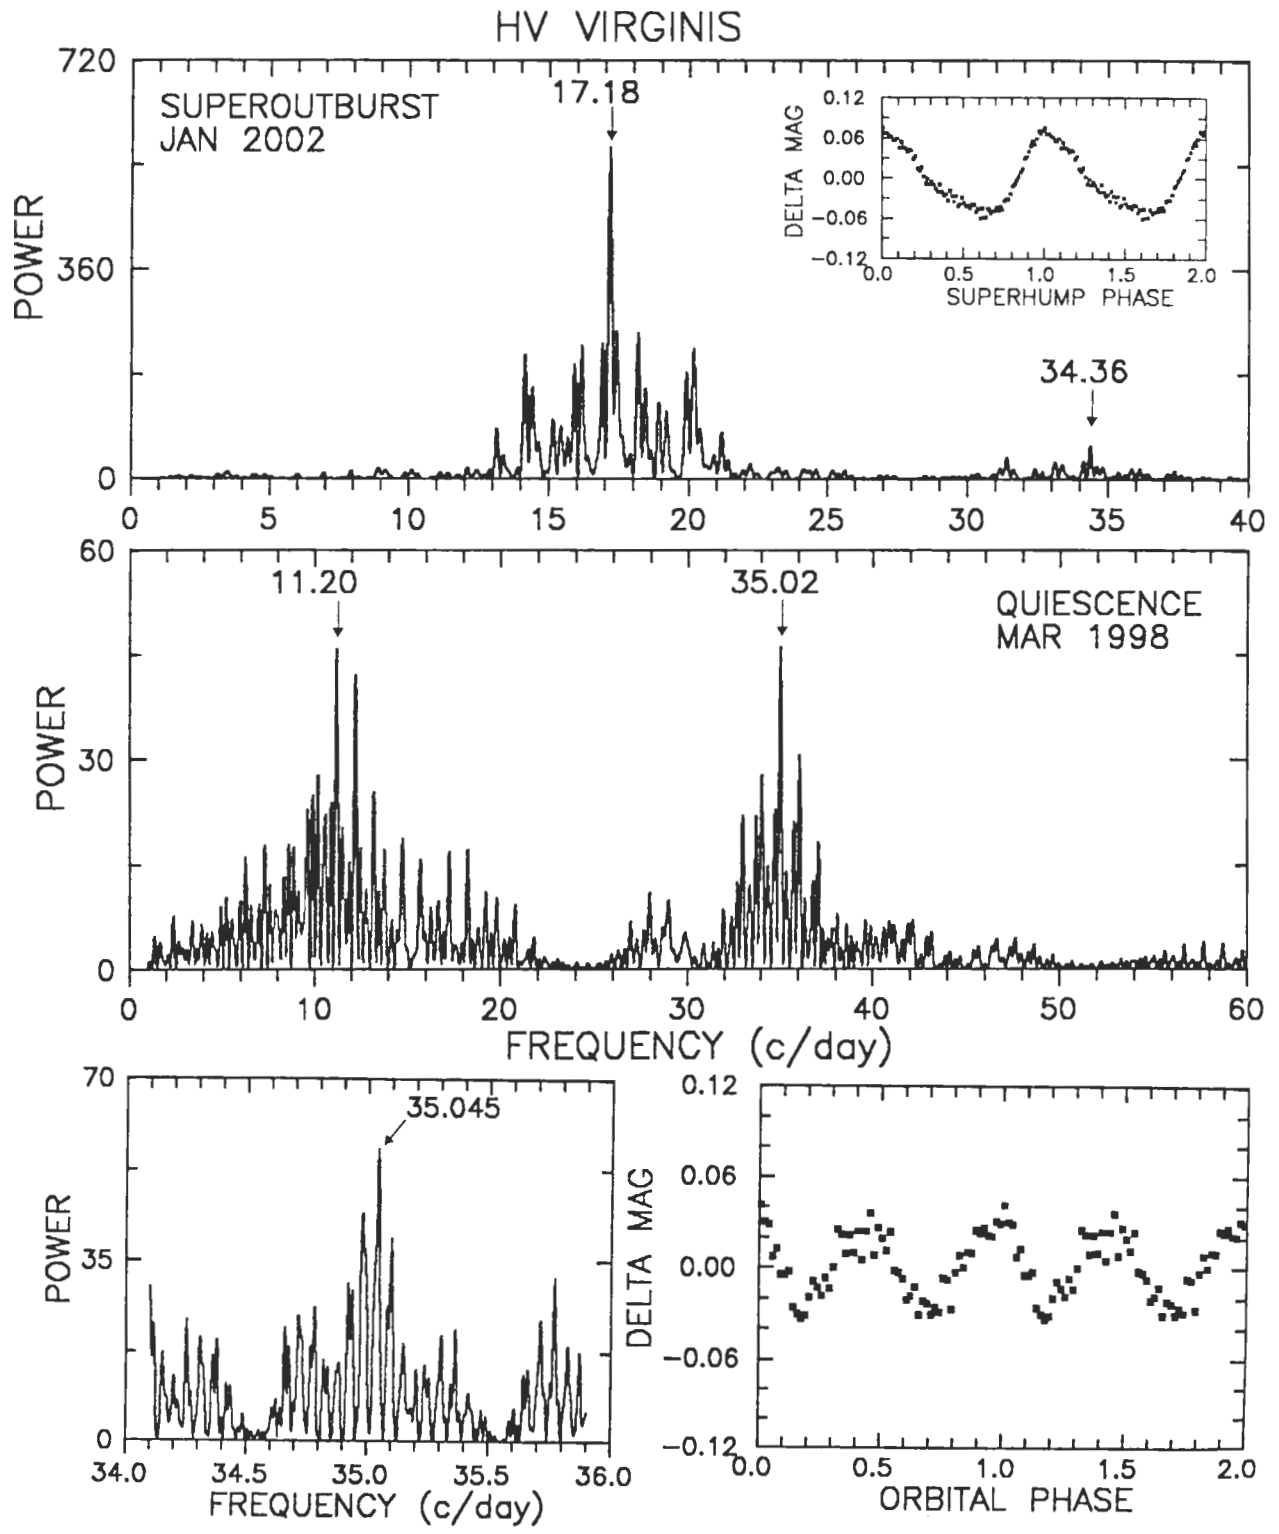 HV VIRGINIS
720
360
0
POWER
SUPEROUTBURST
JAN 2002
17.18
34.36
0.12
0.06
0.00
-0.06
-0.12
DELTA MAG
0.0 0.5 1.0 1.5 2.0
SUPERHUMP PHASE
0 5 10 15 20 25 30 35 40
60
30
0
POWER
11.20
35.02
QUIESCENCE
MAR 1998
0 10 20 30 40 50 60
FREQUENCY (c/day)
70
35
0
POWER
35.045
34.0 34.5 35.0 35.5 36.0
FREQUENCY (c/day)
0.12
0.06
0.00
-0.06
-0.12
DELTA MAG
0.0 0.5 1.0 1.5 2.0
ORBITAL PHASE